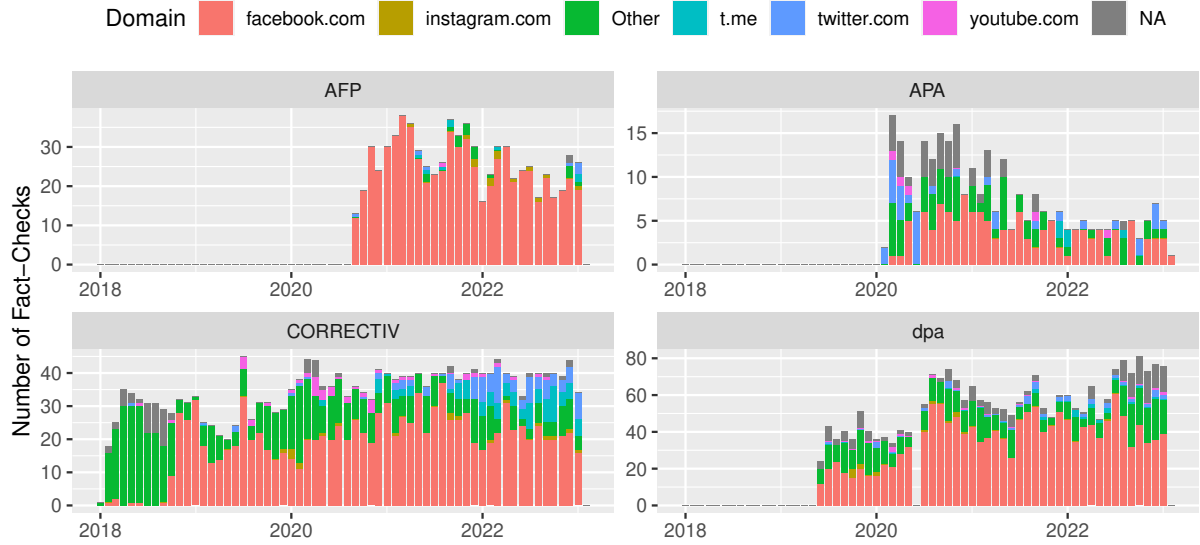 Domain facebook.com instagram.com Other t.me twitter.com youtube.com NA
Number of Fact−Checks
AFP
30
20
10
0
2018 2020 2022
APA
15
10
5
0
2018 2020 2022
CORRECTIV
40
30
20
10
0
2018 2020 2022
dpa
80
60
40
20
0
2018 2020 2022